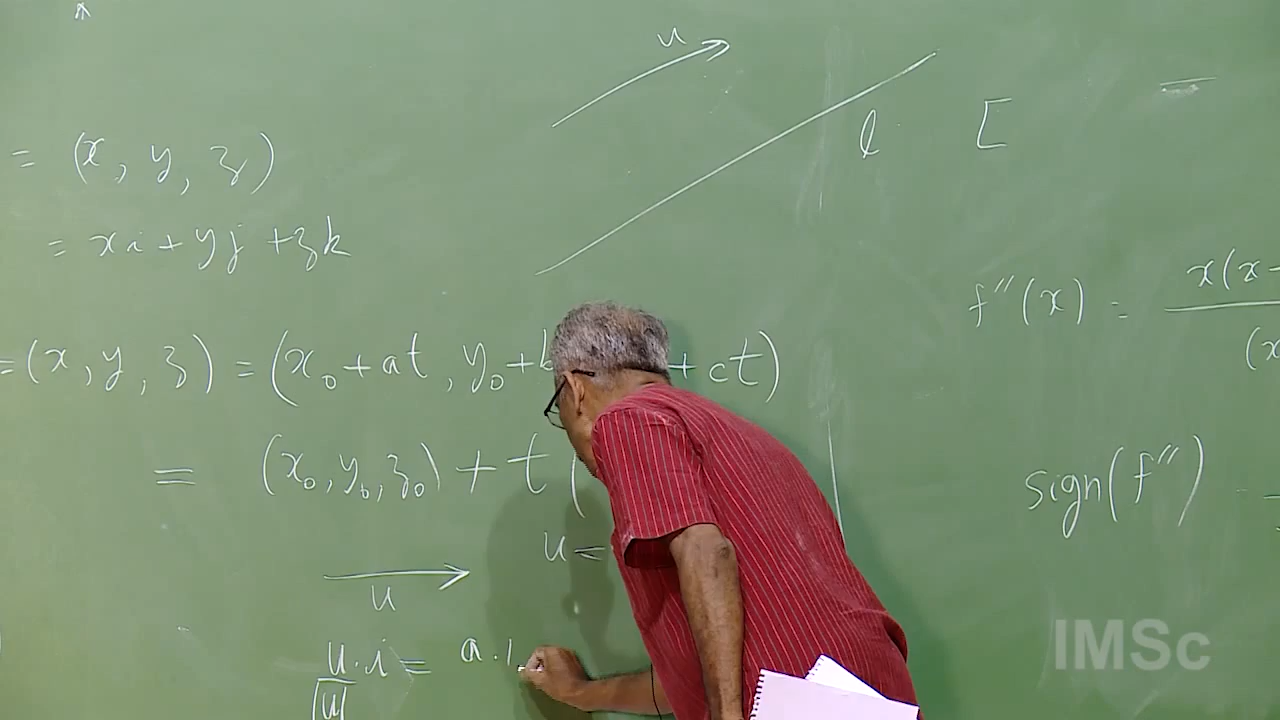 u
l [
= (x, y, z)
= xi + yj + zk
f''(x) = x(x-
(x
= (x, y, z) = (x₀ + at, y₀ + b + ct)
= (x₀, y₀, z₀) + t (
sign(f'')
u =
u
u/|u| · i = a.1
IMSc